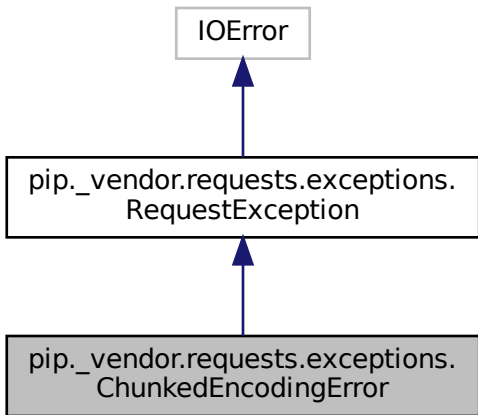 IOError
pip._vendor.requests.exceptions.
RequestException
pip._vendor.requests.exceptions.
ChunkedEncodingError